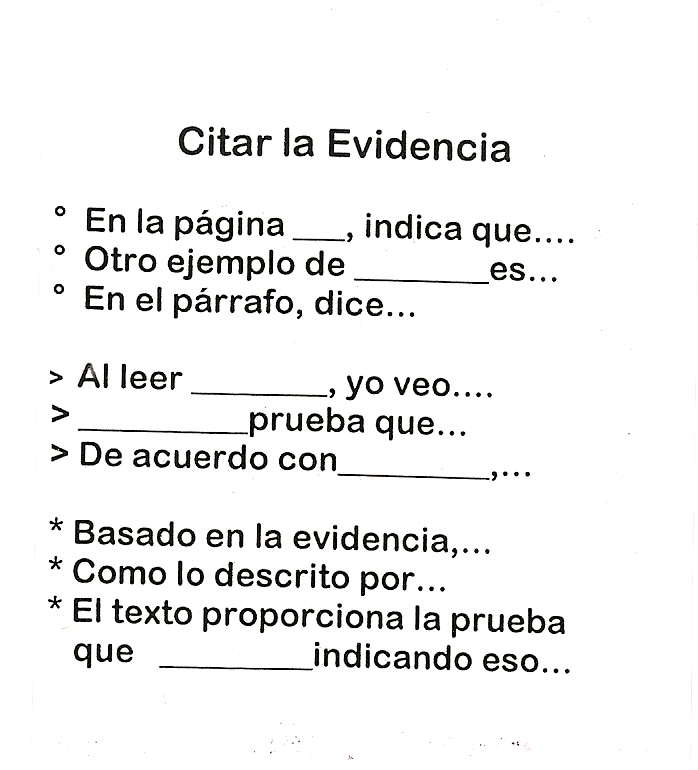 Citar la Evidencia
° En la página ___, indica que....
° Otro ejemplo de ________es...
° En el párrafo, dice...
> Al leer ________, yo veo....
> __________prueba que...
> De acuerdo con_________,...
* Basado en la evidencia,...
* Como lo descrito por...
* El texto proporciona la prueba
que _________indicando eso...